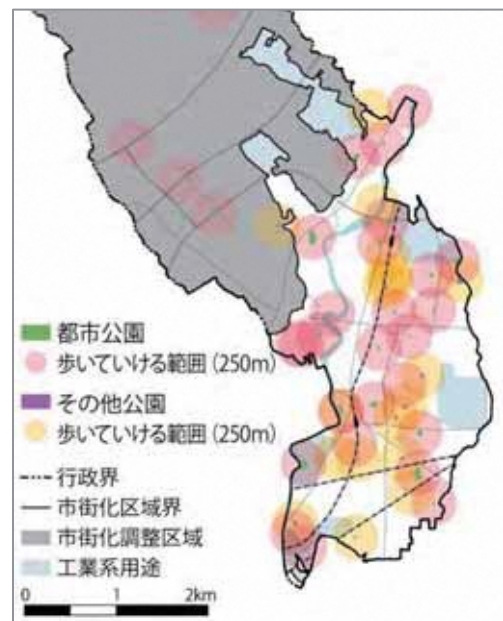 都市公園
歩いていける範囲（250m）
その他公園
歩いていける範囲（250m）
行政界
市街化区域界
市街化調整区域
工業系用途
0 1 2km